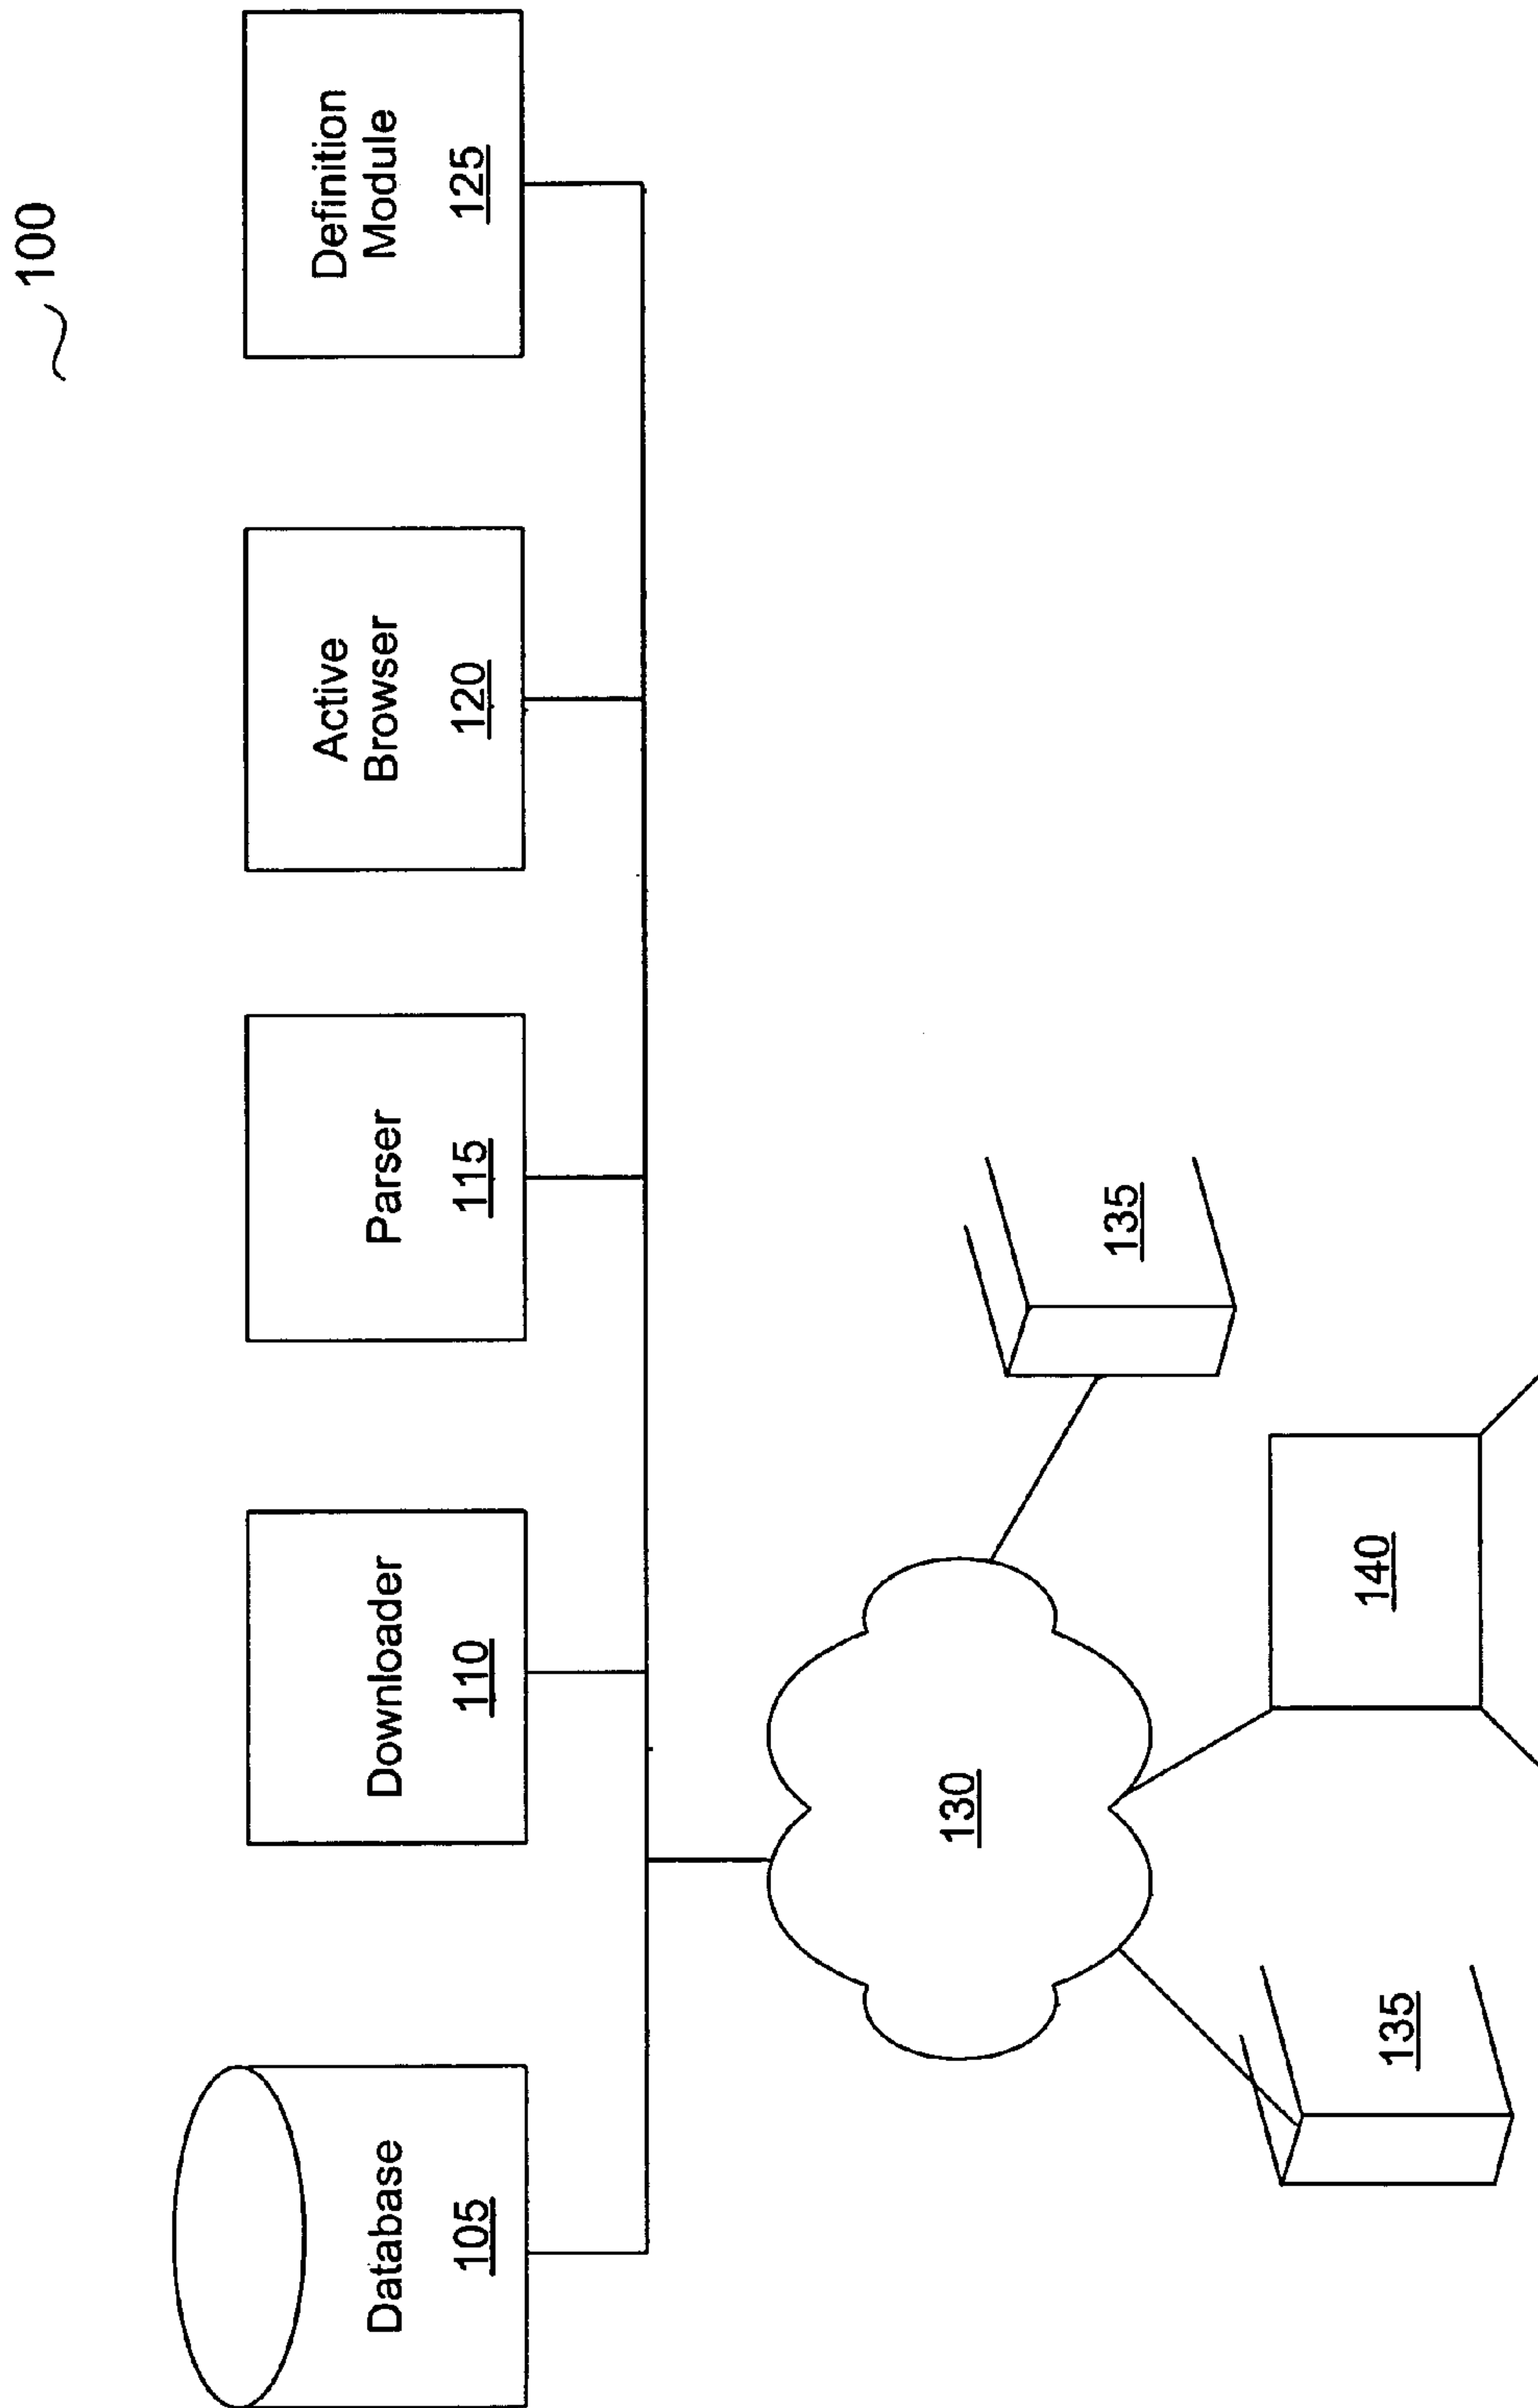 100
Database
105
Downloader
110
Parser
115
Active
Browser
120
Definition
Module
125
130
135
135
140